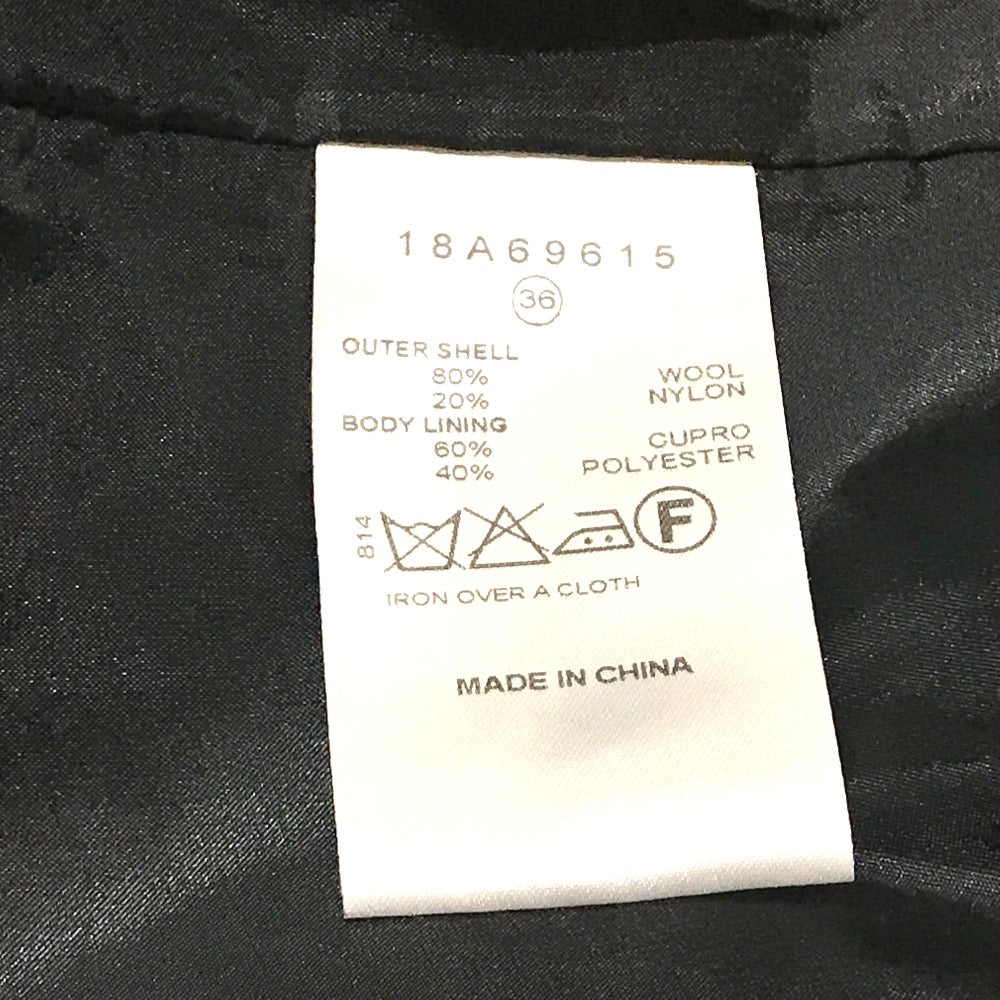 18A69615
36
OUTER SHELL
80% WOOL
20% NYLON
BODY LINING
60% CUPRO
40% POLYESTER
814
F
IRON OVER A CLOTH
MADE IN CHINA